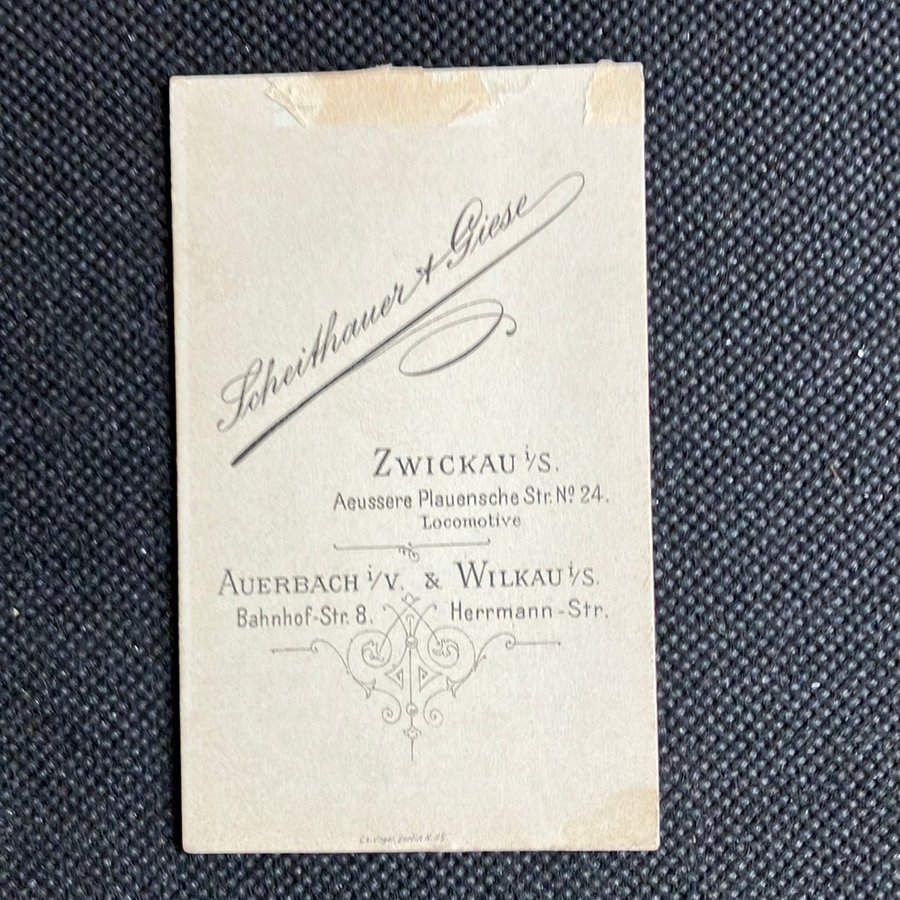 Scheithauer & Giese
ZWICKAU i/S.
Aeussere Plauensche Str. No 24.
Locomotive
AUERBACH i/V. & WILKAU i/S.
Bahnhof-Str. 8. Herrmann-Str.